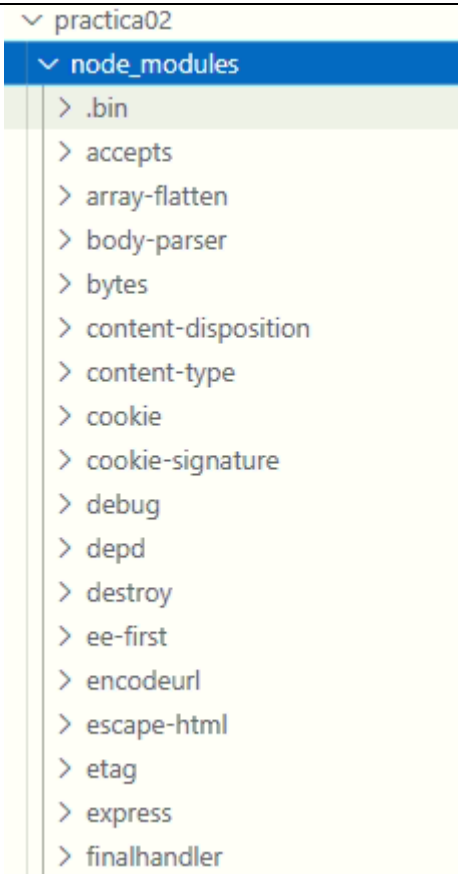 practica02
node_modules
.bin
accepts
array-flatten
body-parser
bytes
content-disposition
content-type
cookie
cookie-signature
debug
depd
destroy
ee-first
encodeurl
escape-html
etag
express
finalhandler